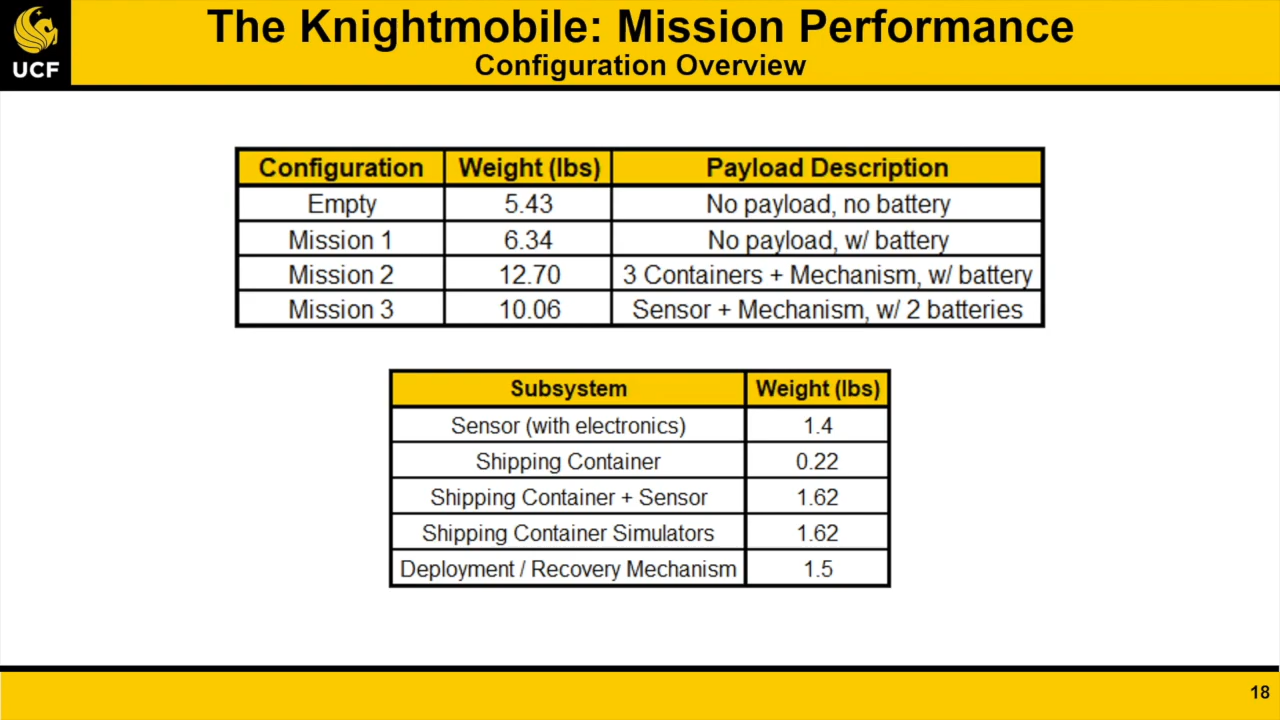 The Knightmobile: Mission Performance
UCF
Configuration Overview
Configuration Weight (lbs) Payload Description
Empty 5.43 No payload, no battery
Mission 1 6.34 No payload, w/ battery
Mission 2 12.70 3 Containers + Mechanism, w/ battery
Mission 3 10.06 Sensor + Mechanism, w/ 2 batteries
Subsystem Weight (lbs)
Sensor (with electronics) 1.4
Shipping Container 0.22
Shipping Container + Sensor 1.62
Shipping Container Simulators 1.62
Deployment / Recovery Mechanism 1.5
18